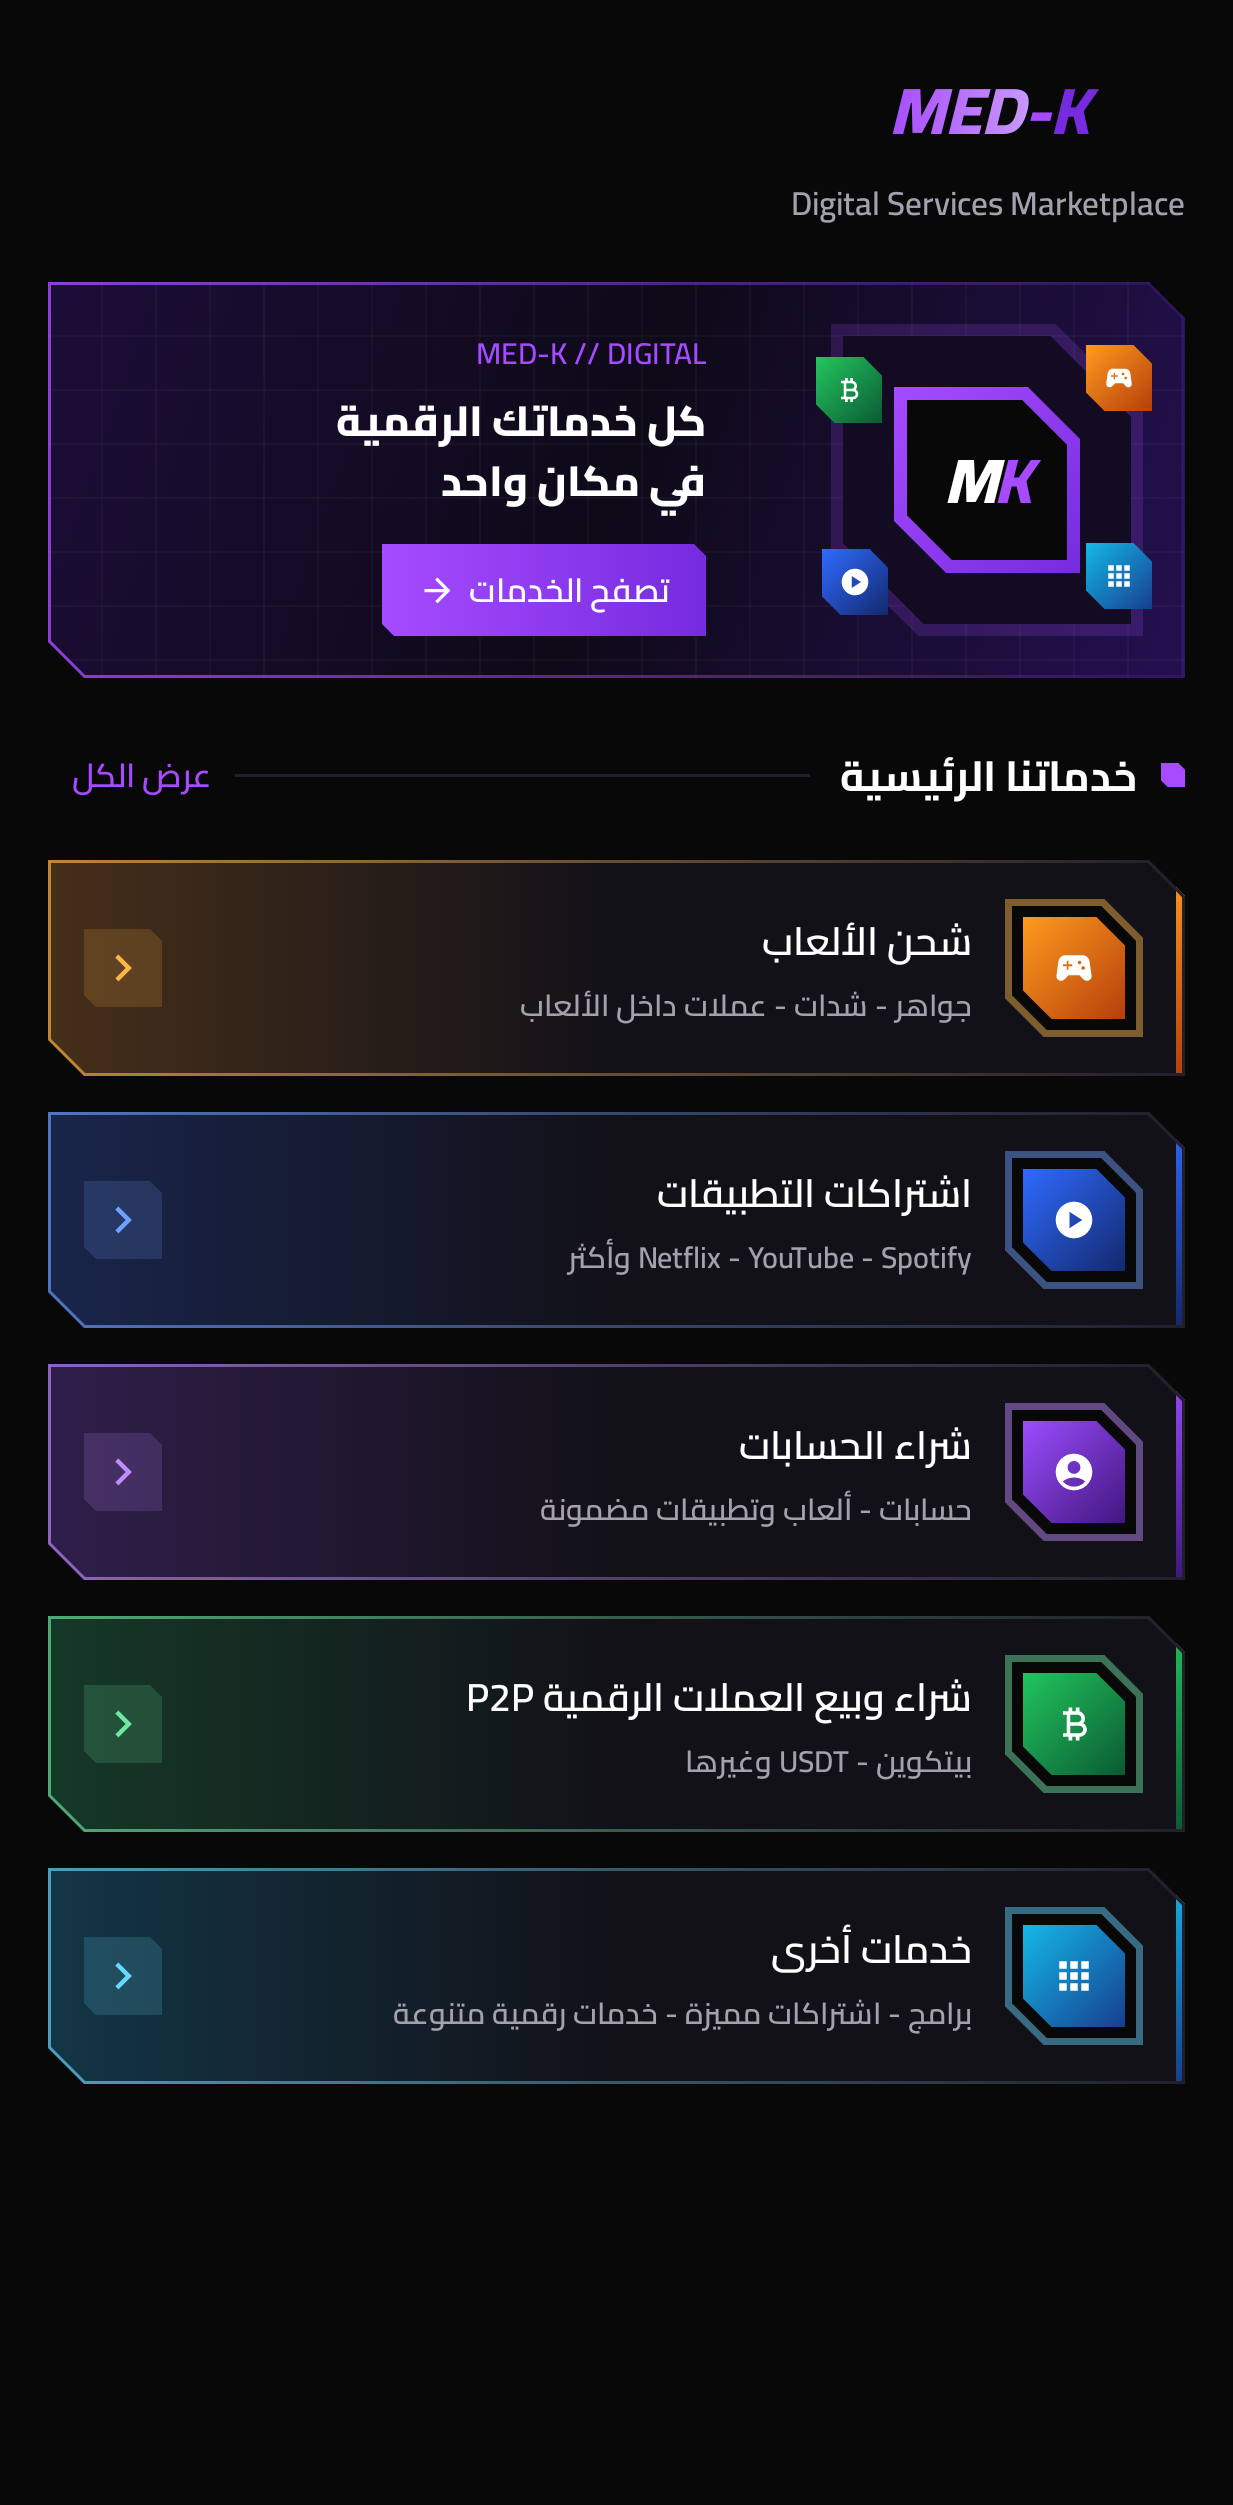 MED-K
Digital Services Marketplace
MED-K // DIGITAL
كل خدماتك الرقمية
في مكان واحد
تصفح الخدمات
MK
خدماتنا الرئيسية
عرض الكل
شحن الألعاب
جواهر - شدات - عملات داخل الألعاب
اشتراكات التطبيقات
Netflix - YouTube - Spotify وأكثر
شراء الحسابات
حسابات - ألعاب وتطبيقات مضمونة
شراء وبيع العملات الرقمية P2P
بيتكوين - USDT وغيرها
خدمات أخرى
برامج - اشتراكات مميزة - خدمات رقمية متنوعة